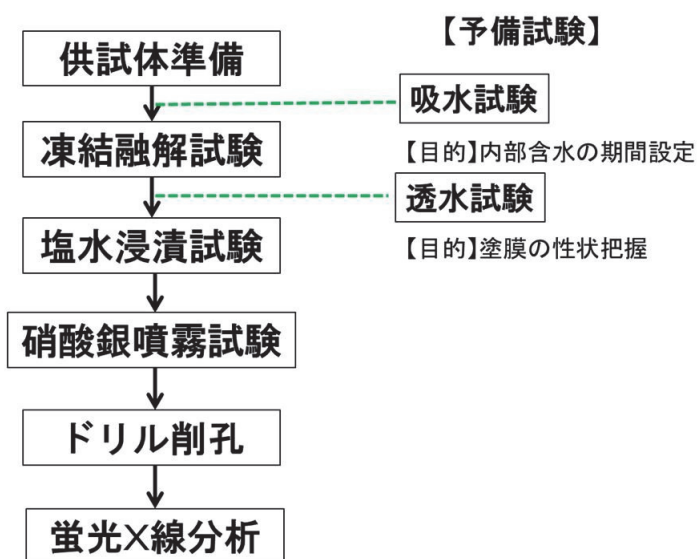 【予備試験】
供試体準備
吸水試験
凍結融解試験
【目的】内部含水の期間設定
透水試験
塩水浸漬試験
【目的】塗膜の性状把握
硝酸銀噴霧試験
ドリル削孔
蛍光X線分析